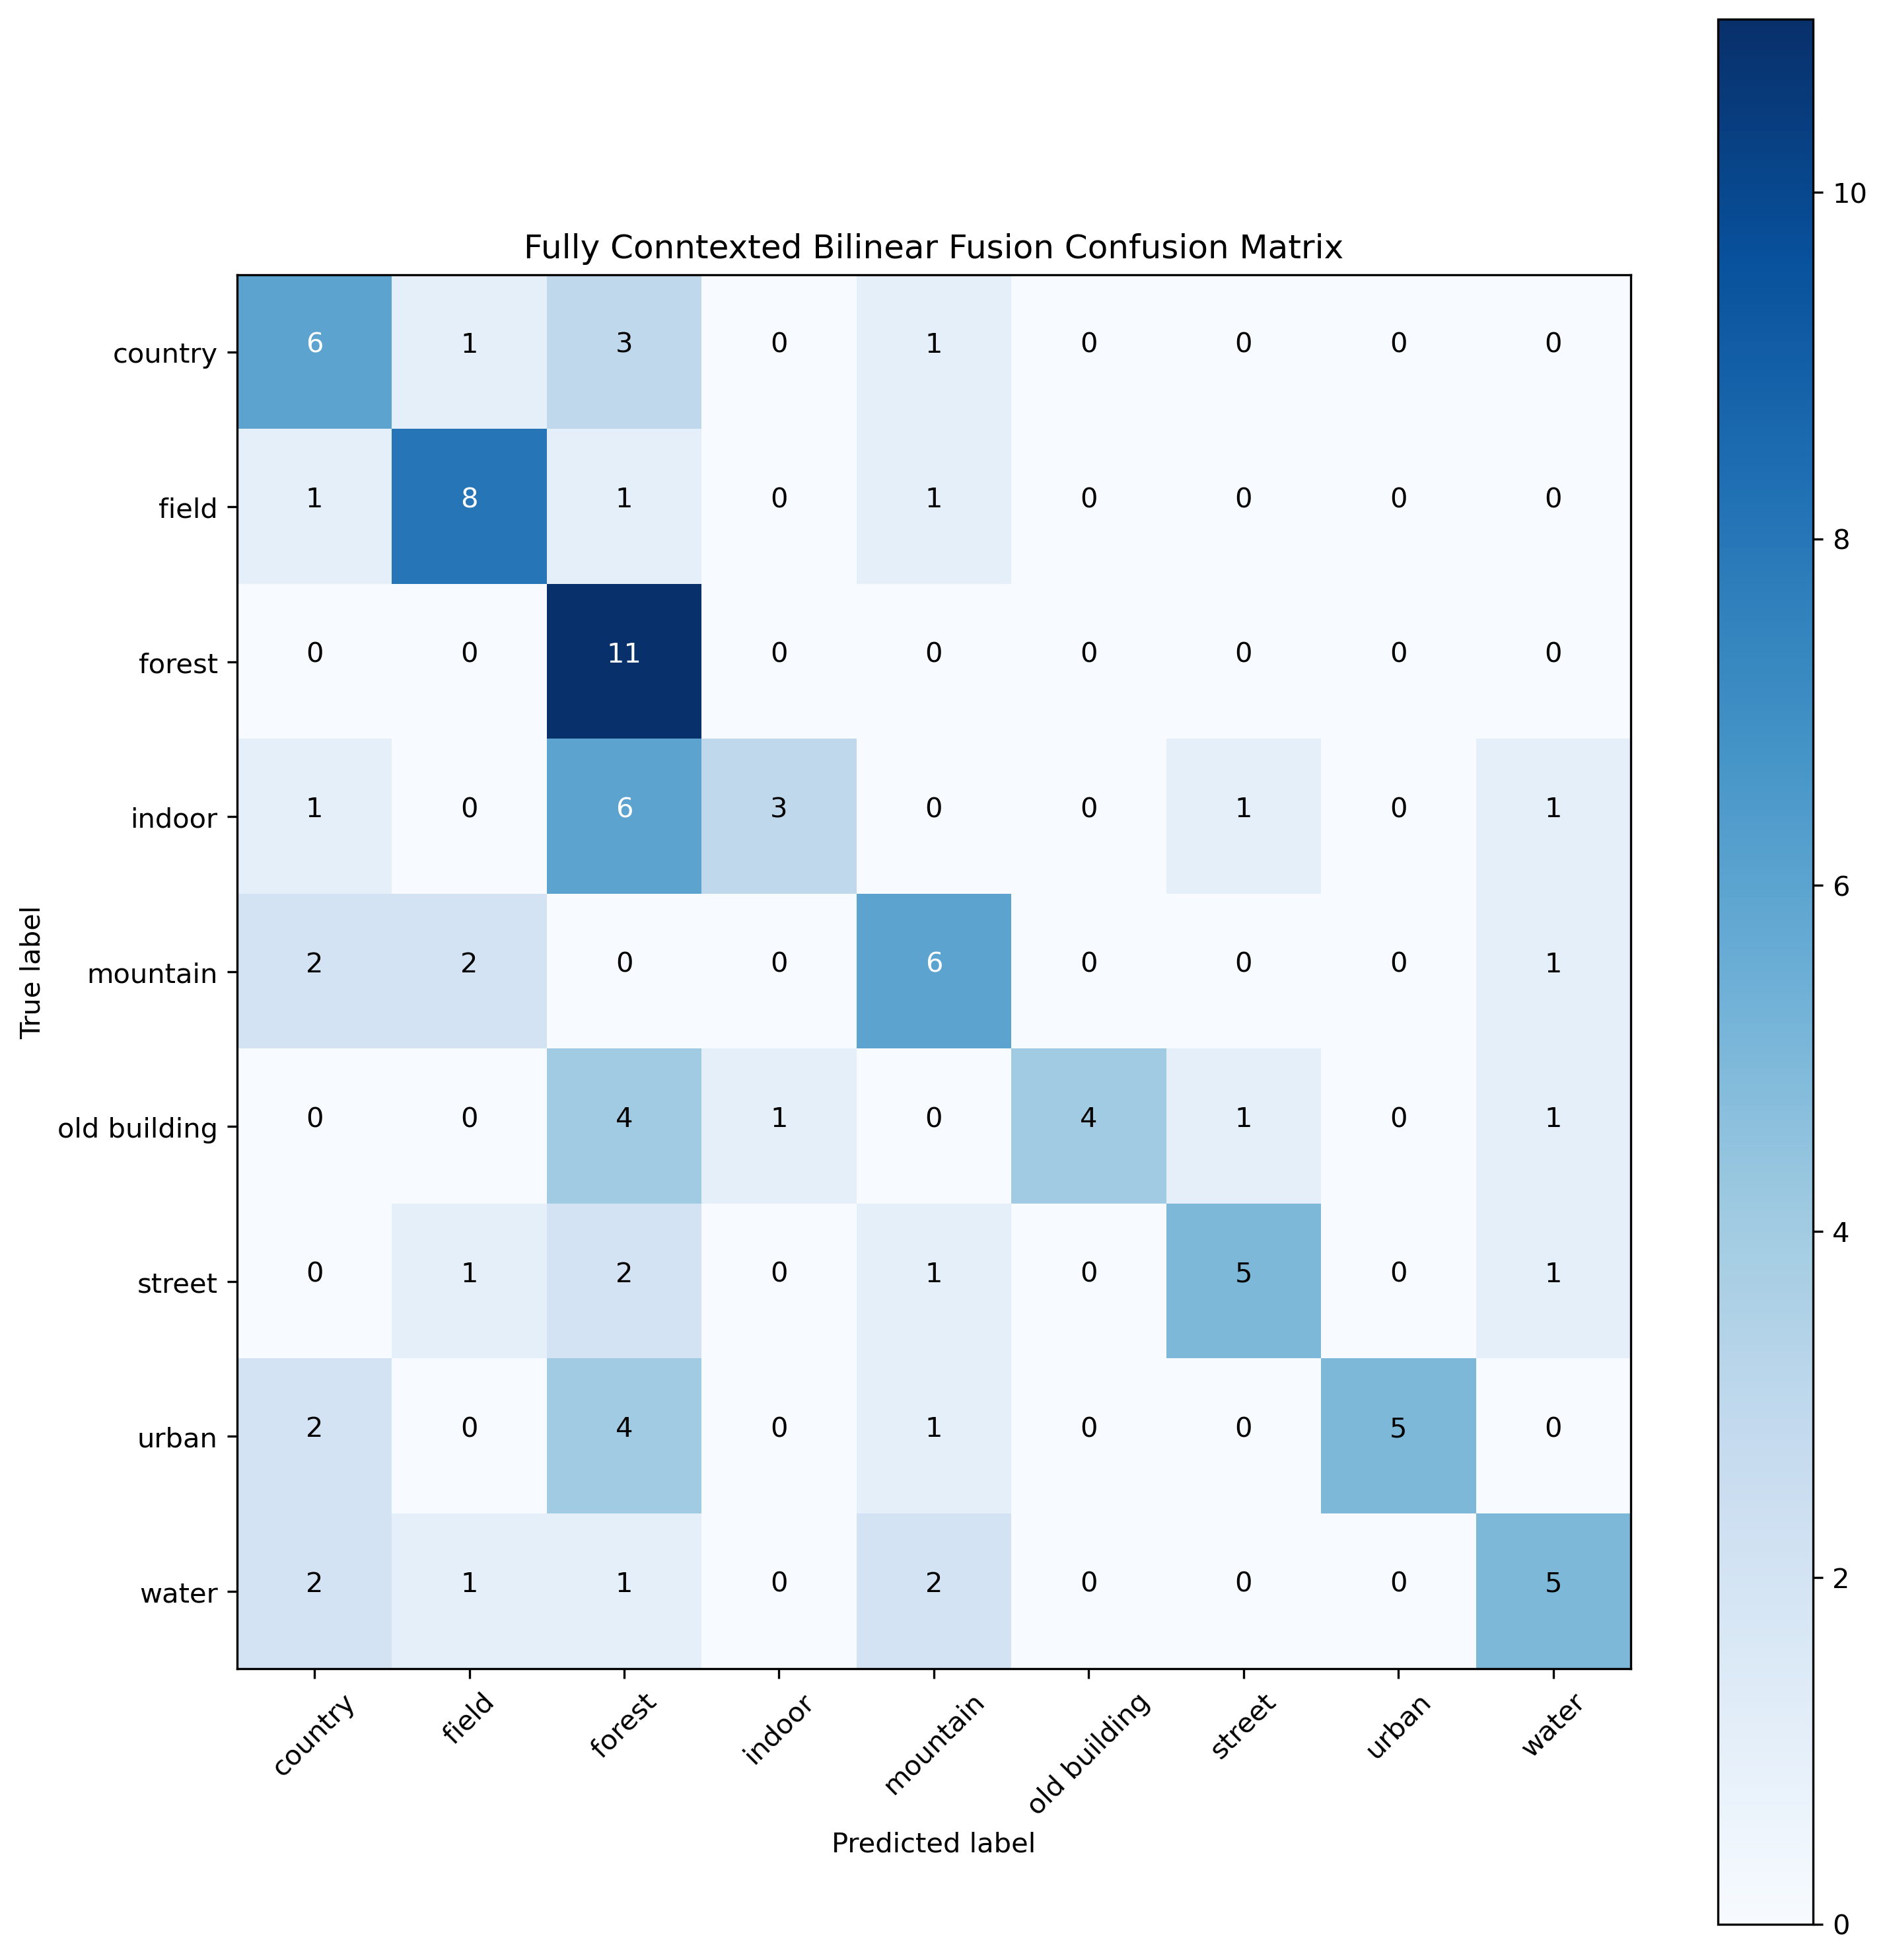 Fully Conntexted Bilinear Fusion Confusion Matrix
10
8
6
4
2
0
True label
country 6 1 3 0 1 0 0 0 0
field 1 8 1 0 1 0 0 0 0
forest 0 0 11 0 0 0 0 0 0
indoor 1 0 6 3 0 0 1 0 1
mountain 2 2 0 0 6 0 0 0 1
old building 0 0 4 1 0 4 1 0 1
street 0 1 2 0 1 0 5 0 1
urban 2 0 4 0 1 0 0 5 0
water 2 1 1 0 2 0 0 0 5
country field forest indoor mountain old building street urban water
Predicted label